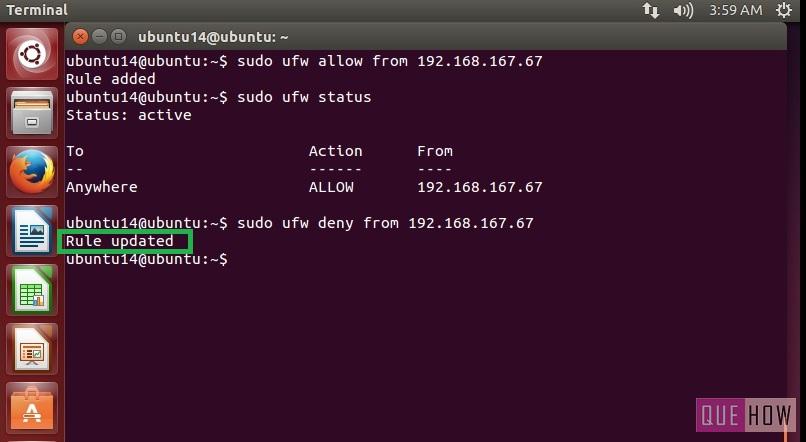 Terminal
3:59 AM
ubuntu14@ubuntu: ~
ubuntu14@ubuntu:~$ sudo ufw allow from 192.168.167.67
Rule added
ubuntu14@ubuntu:~$ sudo ufw status
Status: active
To Action From
-- ------ ----
Anywhere ALLOW 192.168.167.67
ubuntu14@ubuntu:~$ sudo ufw deny from 192.168.167.67
Rule updated
ubuntu14@ubuntu:~$
QUE HOW